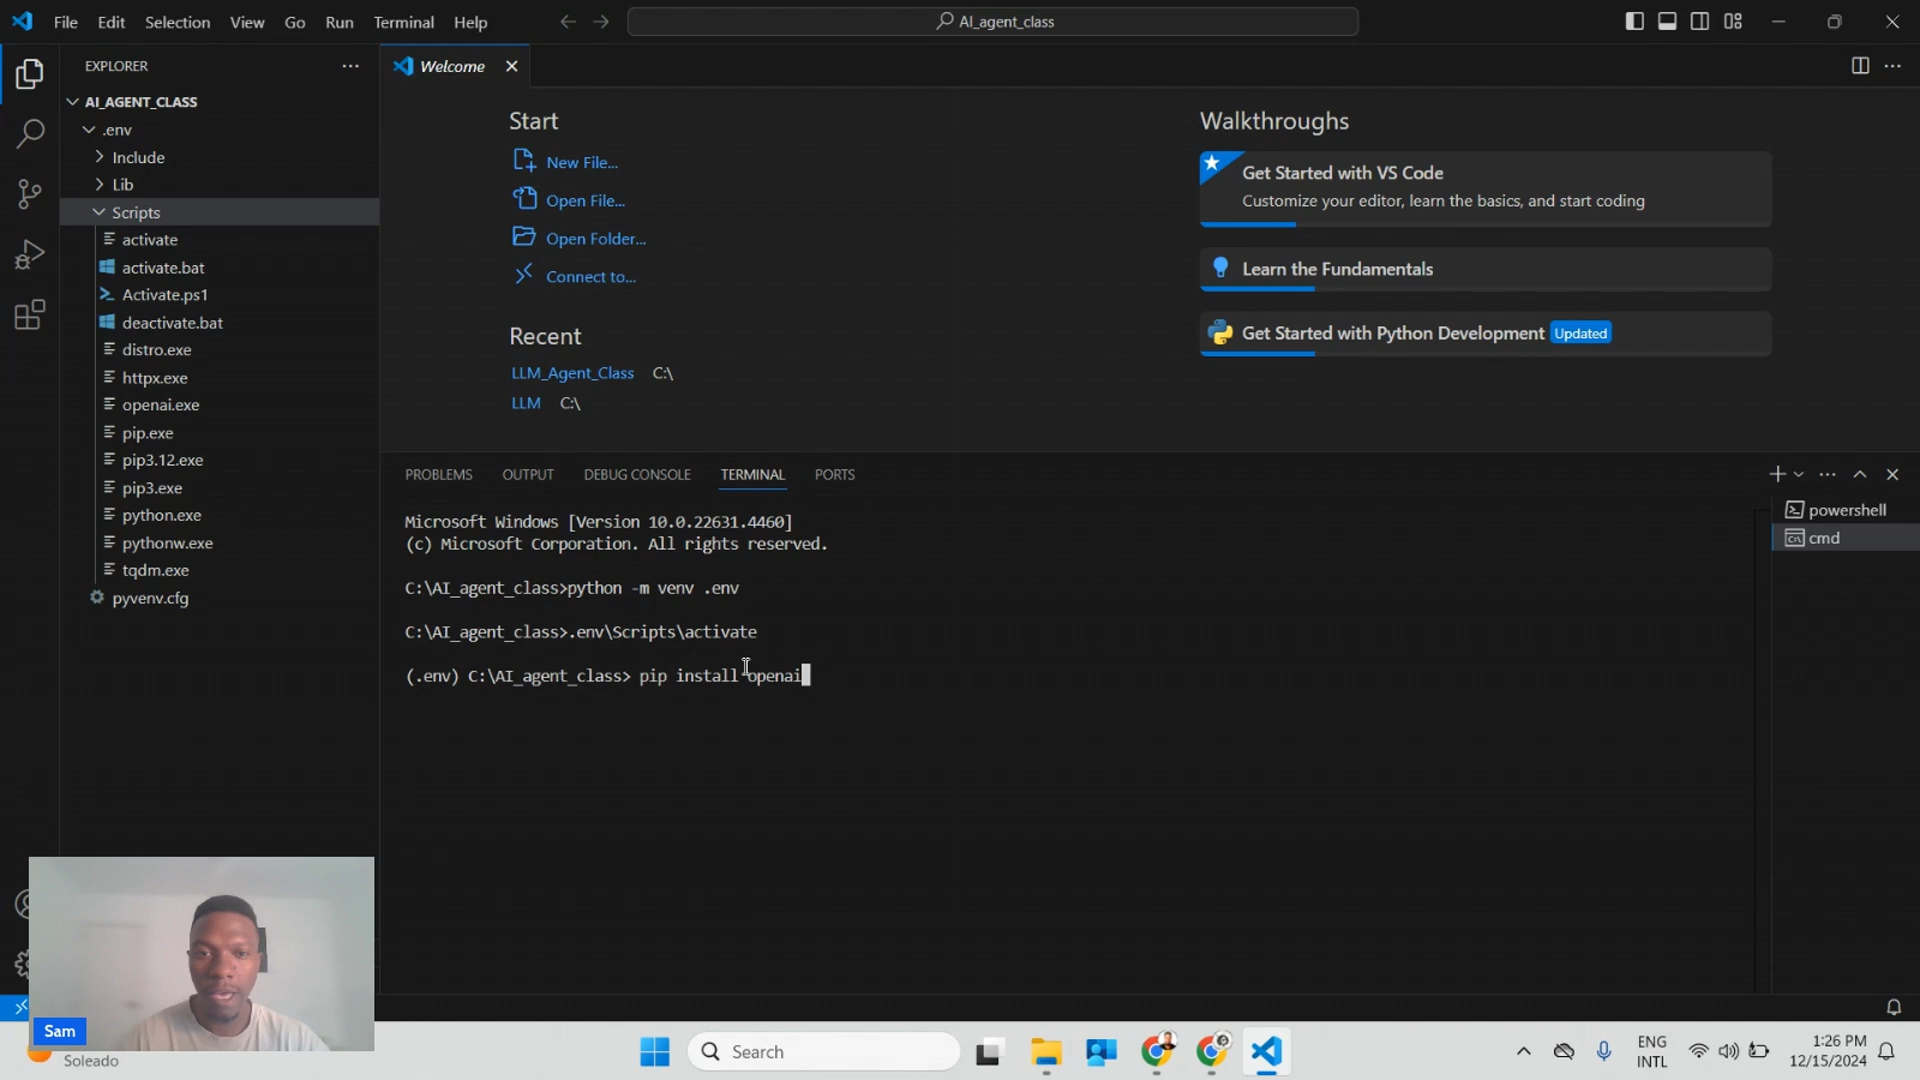 File Edit Selection View Go Run Terminal Help
AI_agent_class
EXPLORER
AI_AGENT_CLASS
.env
Include
Lib
Scripts
activate
activate.bat
Activate.ps1
deactivate.bat
distro.exe
httpx.exe
openai.exe
pip.exe
pip3.12.exe
pip3.exe
python.exe
pythonw.exe
tqdm.exe
pyvenv.cfg
Welcome
Start
New File...
Open File...
Open Folder...
Connect to...
Recent
LLM_Agent_Class C:\
LLM C:\
Walkthroughs
Get Started with VS Code
Customize your editor, learn the basics, and start coding
Learn the Fundamentals
Get Started with Python Development Updated
PROBLEMS OUTPUT DEBUG CONSOLE TERMINAL PORTS
Microsoft Windows [Version 10.0.22631.4460]
(c) Microsoft Corporation. All rights reserved.
C:\AI_agent_class>python -m venv .env
C:\AI_agent_class>.env\Scripts\activate
(.env) C:\AI_agent_class> pip install openai
powershell
cmd
Sam
Soleado
Search
ENG
INTL
1:26 PM
12/15/2024